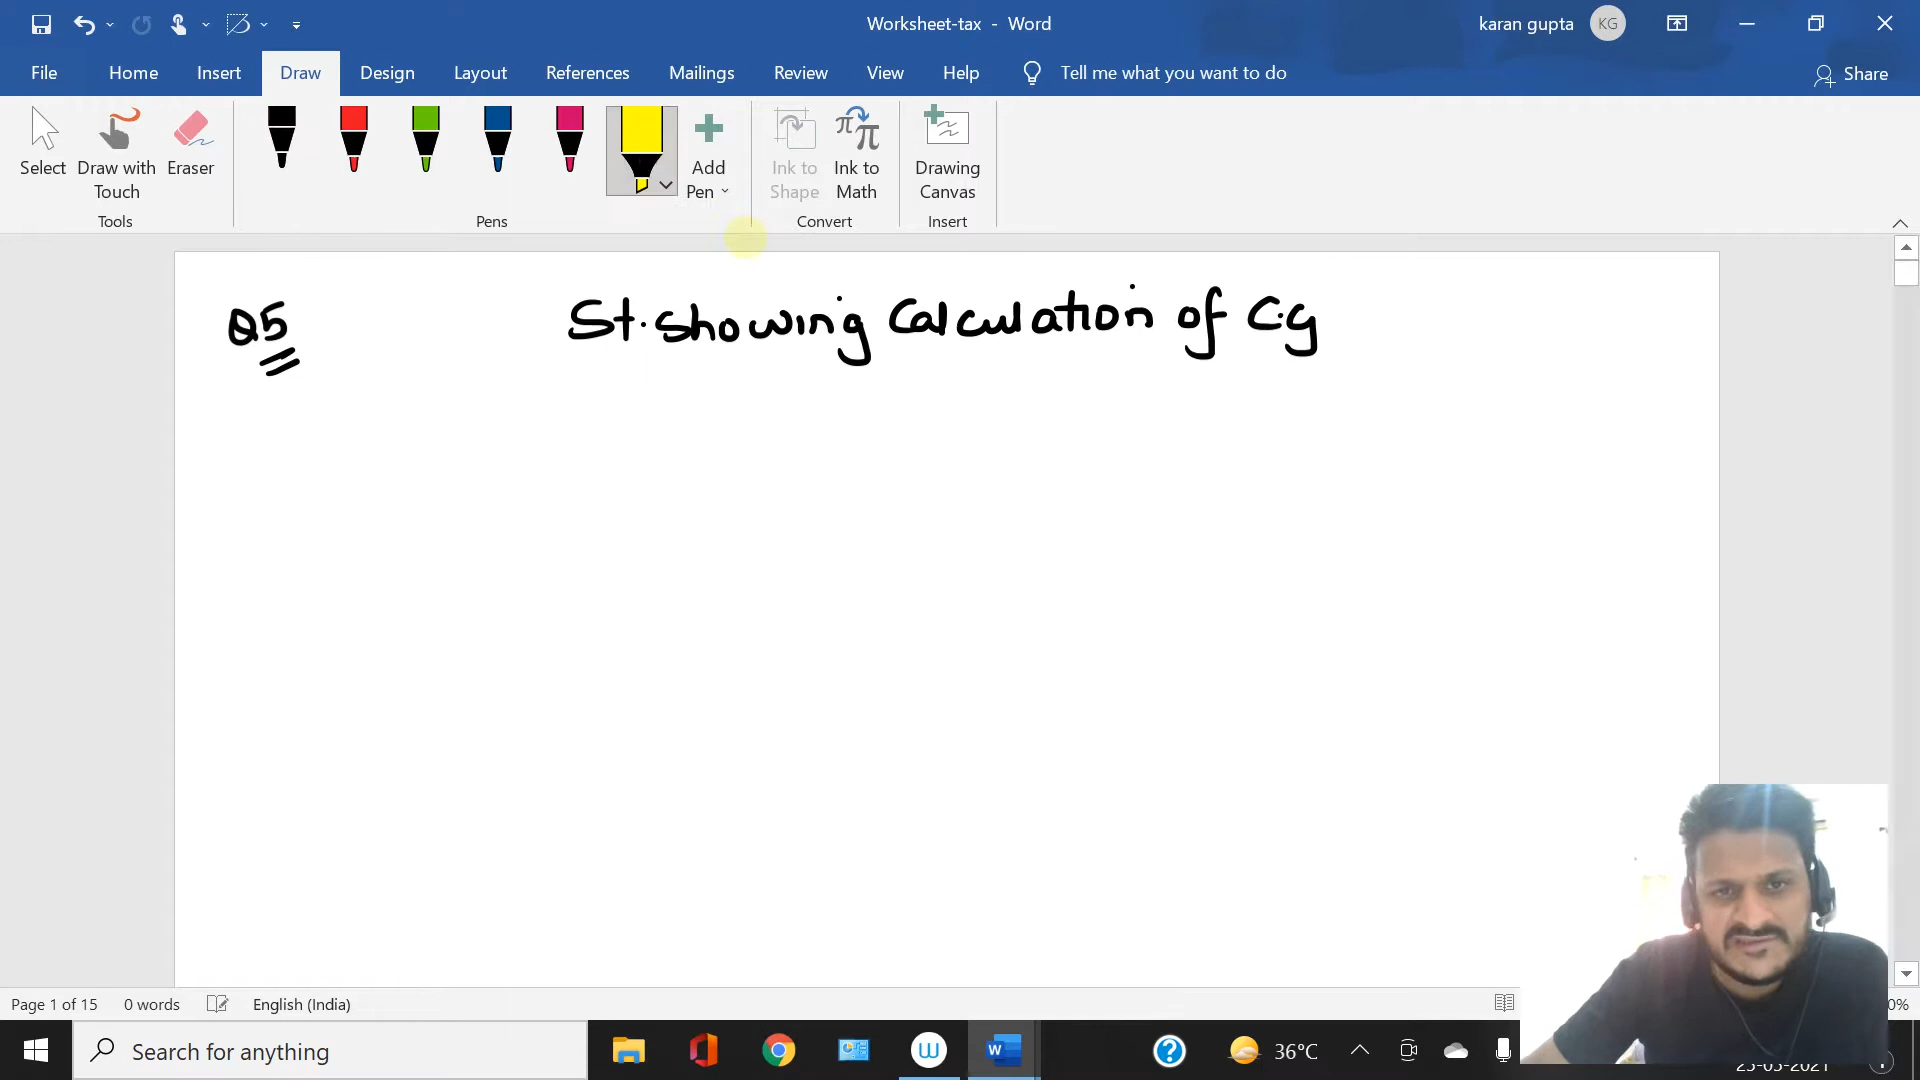 Worksheet-tax - Word
karan gupta KG
File Home Insert Draw Design Layout References Mailings Review View Help Tell me what you want to do Share
Select Draw with Touch Eraser
Add Pen
Ink to Shape Ink to Math
Drawing Canvas
Tools Pens Convert Insert
Q5 St. Showing Calculation of C.G
Page 1 of 15 0 words English (India) 0%
Search for anything
36°C